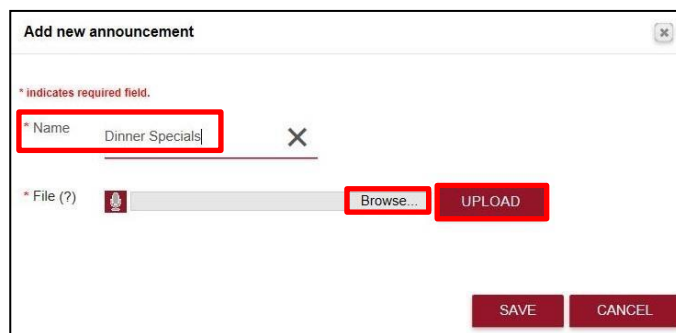 Add new announcement
* indicates required field.
* Name Dinner Specials
* File (?) Browse... UPLOAD
SAVE CANCEL